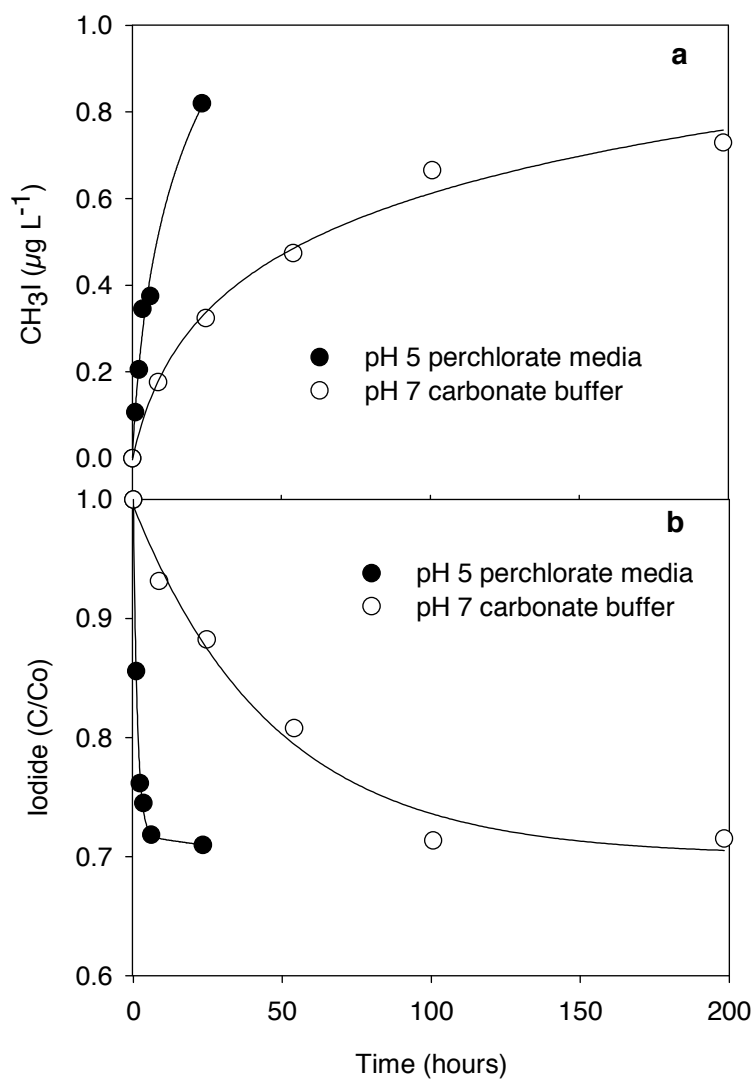 1.0
a
0.8
0.6
0.4
0.2
0.0
CH3I (µg L-1)
pH 5 perchlorate media
pH 7 carbonate buffer
1.0
b
0.9
0.8
0.7
0.6
Iodide (C/Co)
pH 5 perchlorate media
pH 7 carbonate buffer
0 50 100 150 200
Time (hours)